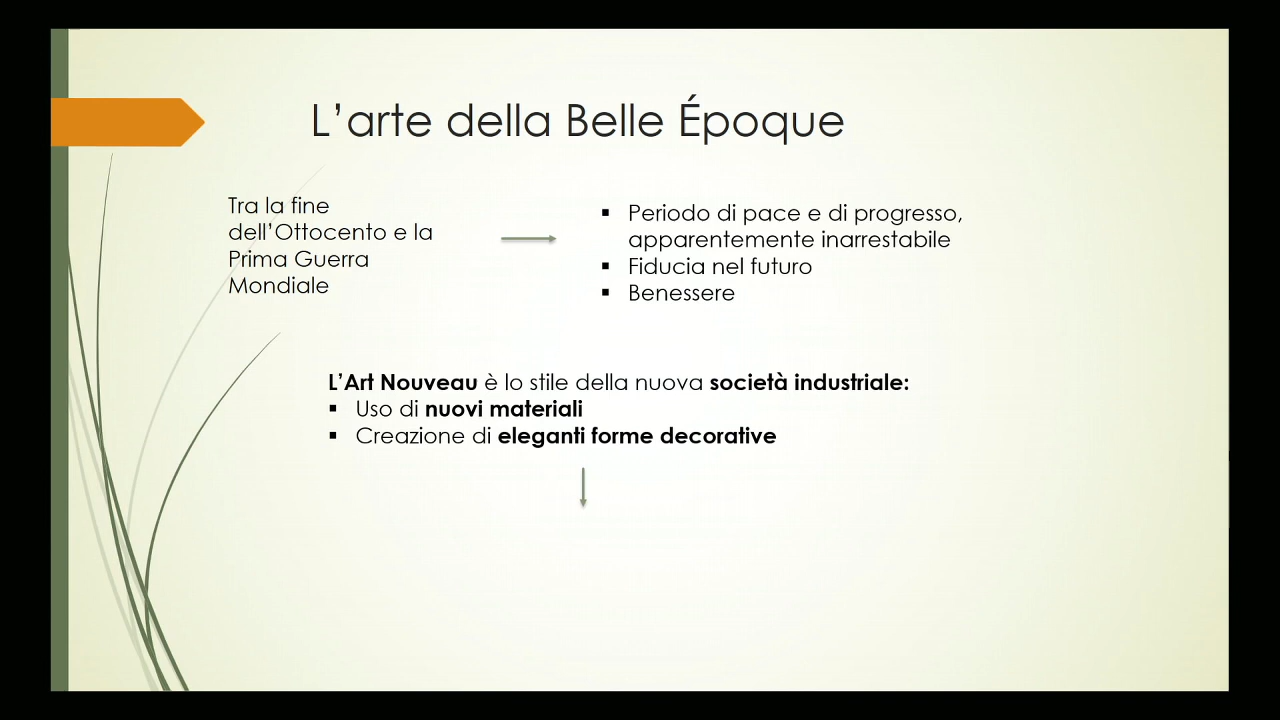 L’arte della Belle Époque
Tra la fine
dell’Ottocento e la
Prima Guerra
Mondiale
▪ Periodo di pace e di progresso,
apparentemente inarrestabile
▪ Fiducia nel futuro
▪ Benessere
L’Art Nouveau è lo stile della nuova società industriale:
▪ Uso di nuovi materiali
▪ Creazione di eleganti forme decorative